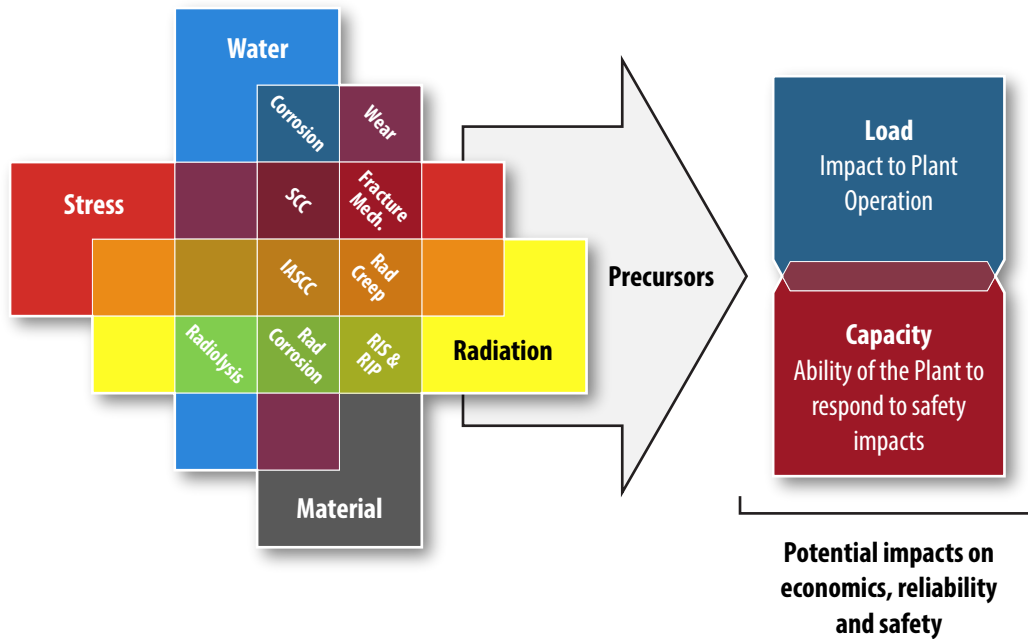 Water
Corrosion
Wear
Stress
SCC
Fracture
Mech.
IASCC
Rad
Creep
Radiolysis
Rad
Corrosion
RIS &
RIP
Radiation
Material
Precursors
Load
Impact to Plant
Operation
Capacity
Ability of the Plant to
respond to safety
impacts
Potential impacts on
economics, reliability
and safety